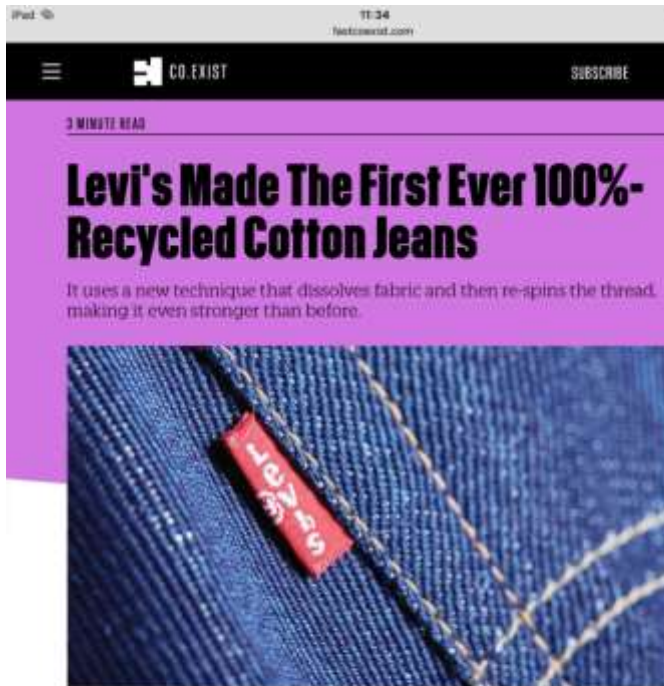 iPad
11:34
fastcoexist.com
CO.EXIST
SUBSCRIBE
3 MINUTE READ
Levi's Made The First Ever 100%-
Recycled Cotton Jeans
It uses a new technique that dissolves fabric and then re-spins the thread,
making it even stronger than before.
Levi's